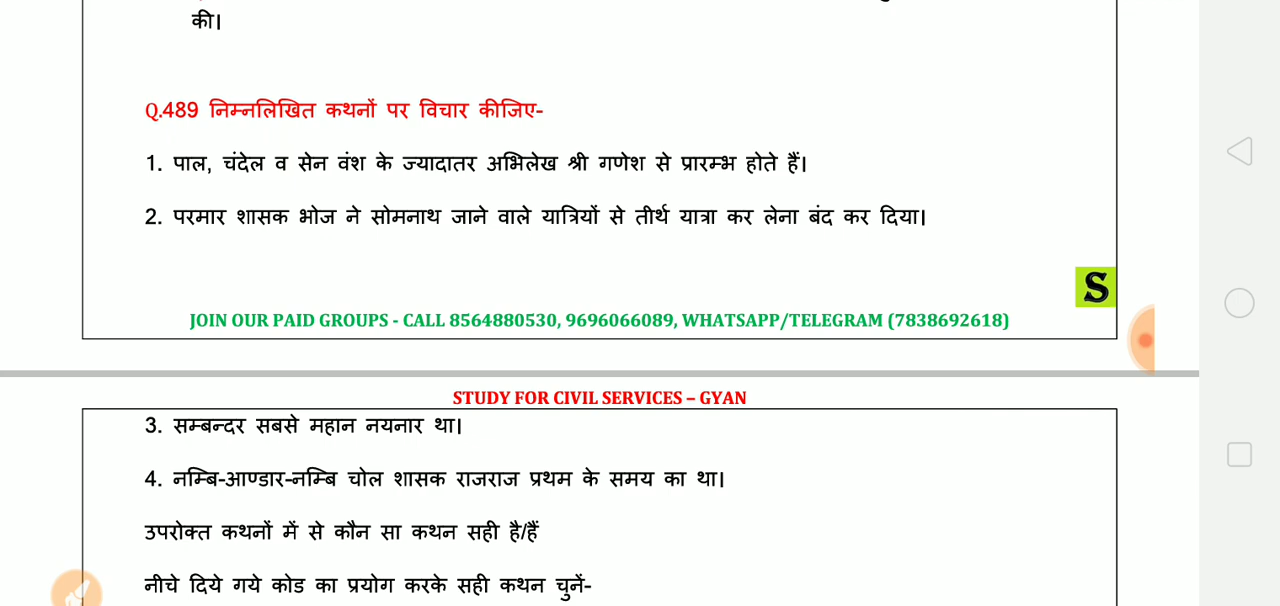 की।
Q.489 निम्नलिखित कथनों पर विचार कीजिए-
1. पाल, चंदेल व सेन वंश के ज्यादातर अभिलेख श्री गणेश से प्रारम्भ होते हैं।
2. परमार शासक भोज ने सोमनाथ जाने वाले यात्रियों से तीर्थ यात्रा कर लेना बंद कर दिया।
S
JOIN OUR PAID GROUPS - CALL 8564880530, 9696066089, WHATSAPP/TELEGRAM (7838692618)
STUDY FOR CIVIL SERVICES – GYAN
3. सम्बन्दर सबसे महान नयनार था।
4. नम्बि-आण्डार-नम्बि चोल शासक राजराज प्रथम के समय का था।
उपरोक्त कथनों में से कौन सा कथन सही है/हैं
नीचे दिये गये कोड का प्रयोग करके सही कथन चुनें-